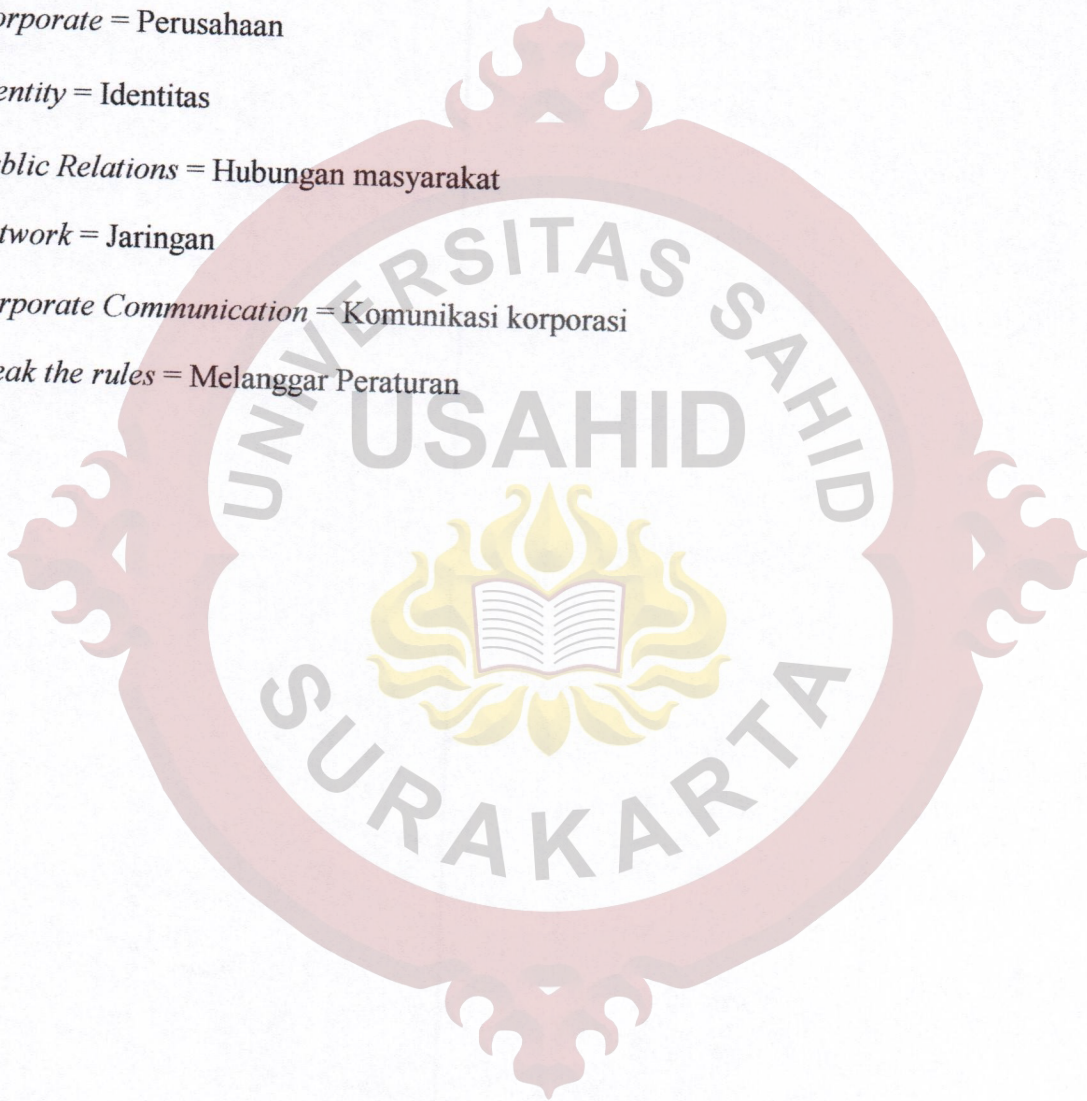 orporate = Perusahaan
entity = Identitas
blic Relations = Hubungan masyarakat
twork = Jaringan
rporate Communication = Komunikasi korporasi
eak the rules = Melanggar Peraturan
UNIVERSITAS SAHID
USAHID
SURAKARTA